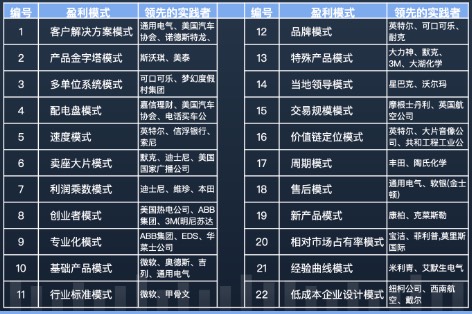 编号 盈利模式 领先的实践者
1 客户解决方案模式 通用电气、美国汽车
协会、诺德斯特龙、
2 产品金字塔模式 斯沃琪、美泰
3 多单位系统模式 可口可乐、梦幻度假
村集团
4 配电盘模式 嘉信理财、美国汽车
协会、电话买车公
5 速度模式 英特尔、信浮银行、
索尼
6 卖座大片模式 默克、迪士尼、美国
国家广播公司
7 利润乘数模式 迪士尼、维珍、本田
8 创业者模式 美国热电公司、ABB
集团、3M(明尼苏达
9 专业化模式 ABB集团、EDS、华
莱士公司
10 基础产品模式 微软、奥德斯、吉
列、通用电气
11 行业标准模式 微软、甲骨文
编号 盈利模式 领先的实践者
12 品牌模式 英特尔、可口可乐、
耐克
13 特殊产品模式 大力神、默克、
3M、大湖化学
14 当地领导模式 星巴克、沃尔玛
15 交易规模模式 摩根士丹利、英国航
空公司
16 价值链定位模式 英特尔、大片音像公
司、共和工程工业公
17 周期模式 丰田、陶氏化学
18 售后模式 通用电气、软银(金士
顿)
19 新产品模式 康柏、克莱斯勒
20 相对市场占有率模式 宝洁、菲利普,莫里斯
国际
21 经验曲线模式 米利肯、艾默生电气
22 低成本企业设计模式 纽柯公司、西南航
空、戴尔